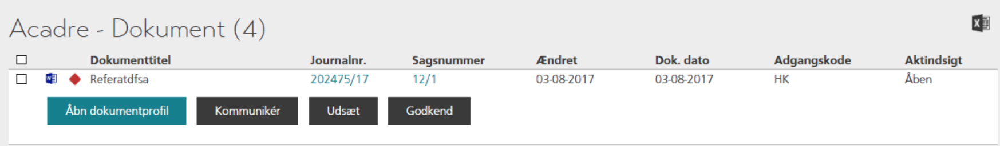 Acadre - Dokument (4)
Dokumenttitel Journalnr. Sagsnummer Ændret Dok. dato Adgangskode Aktindsigt
Referatdfsa 202475/17 12/1 03-08-2017 03-08-2017 HK Åben
Åbn dokumentprofil Kommunikér Udsæt Godkend